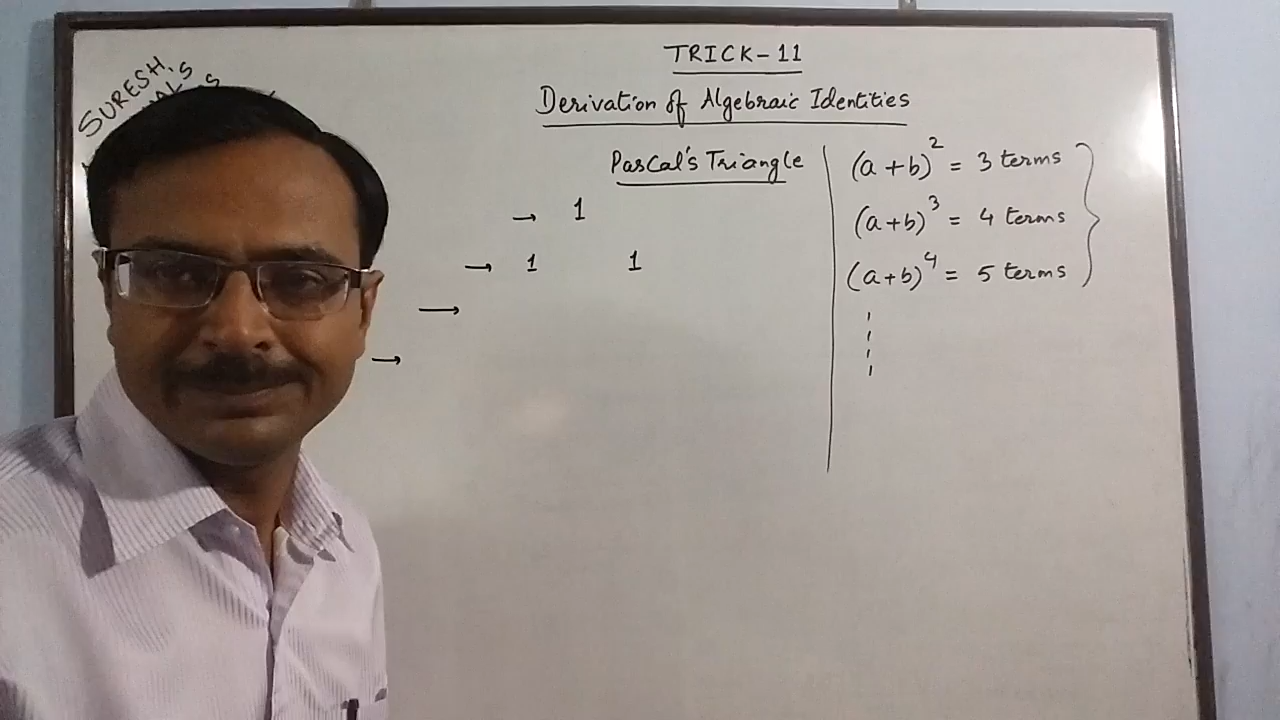 SURESH
TRICK-11
Derivation of Algebraic Identities
Pascal's Triangle
→ 1
→ 1 1
→
→
(a+b)² = 3 terms
(a+b)³ = 4 terms
(a+b)⁴ = 5 terms